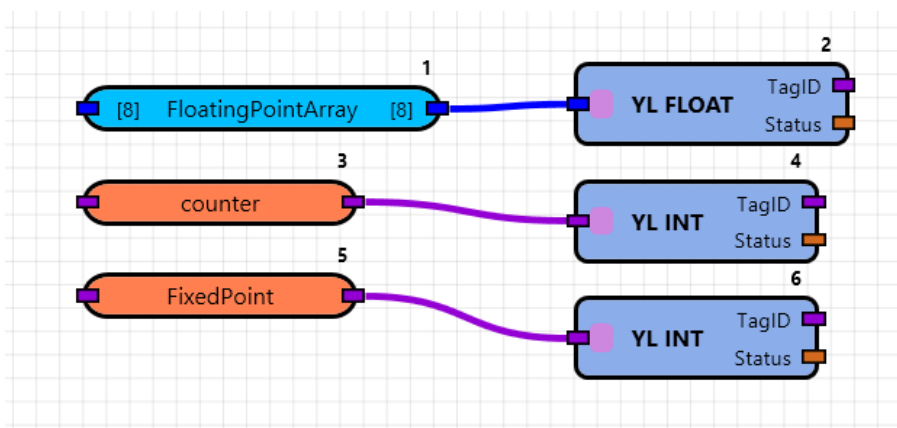 1
2
[8] FloatingPointArray [8]
YL FLOAT
TagID
Status
3
4
counter
YL INT
TagID
Status
5
6
FixedPoint
YL INT
TagID
Status